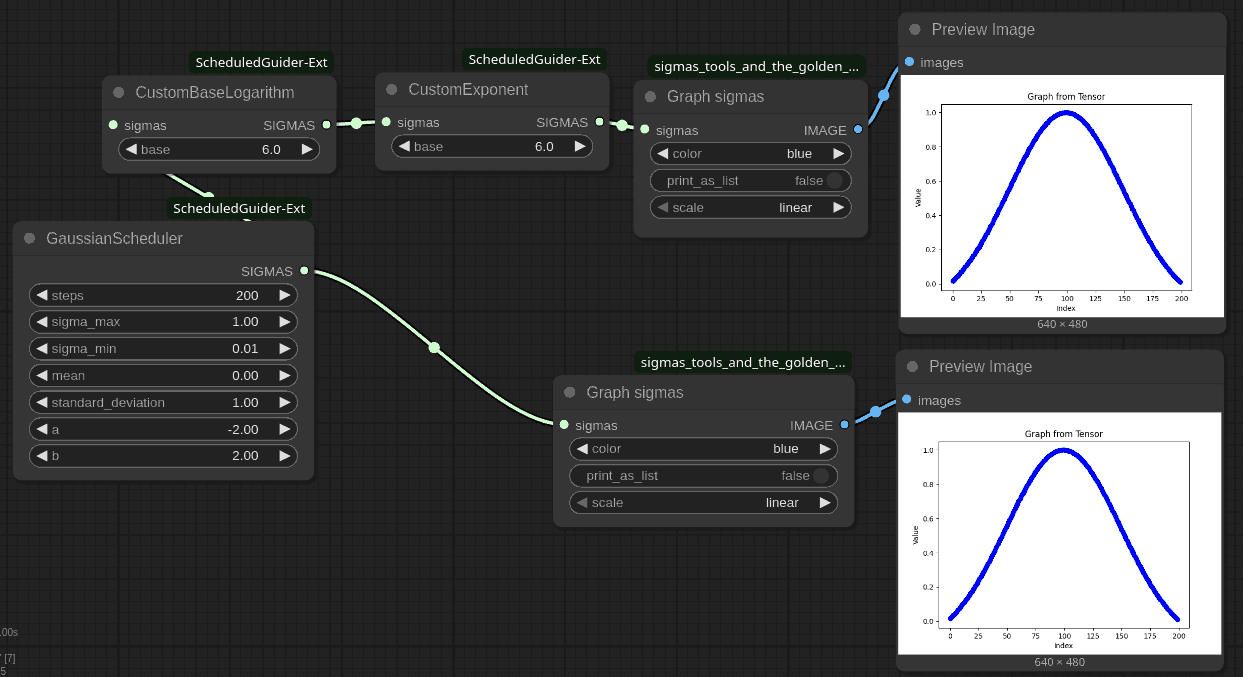 ScheduledGuider-Ext
CustomBaseLogarithm
sigmas SIGMAS
base 6.0
ScheduledGuider-Ext
CustomExponent
sigmas SIGMAS
base 6.0
sigmas_tools_and_the_golden_...
Graph sigmas
sigmas IMAGE
color blue
print_as_list false
scale linear
Preview Image
images
Graph from Tensor
Value
1.0
0.8
0.6
0.4
0.2
0.0
0 25 50 75 100 125 150 175 200
Index
640 × 480
ScheduledGuider-Ext
GaussianScheduler
SIGMAS
steps 200
sigma_max 1.00
sigma_min 0.01
mean 0.00
standard_deviation 1.00
a -2.00
b 2.00
sigmas_tools_and_the_golden_...
Graph sigmas
sigmas IMAGE
color blue
print_as_list false
scale linear
Preview Image
images
Graph from Tensor
Value
1.0
0.8
0.6
0.4
0.2
0.0
0 25 50 75 100 125 150 175 200
Index
640 × 480
.00s
[7]
5